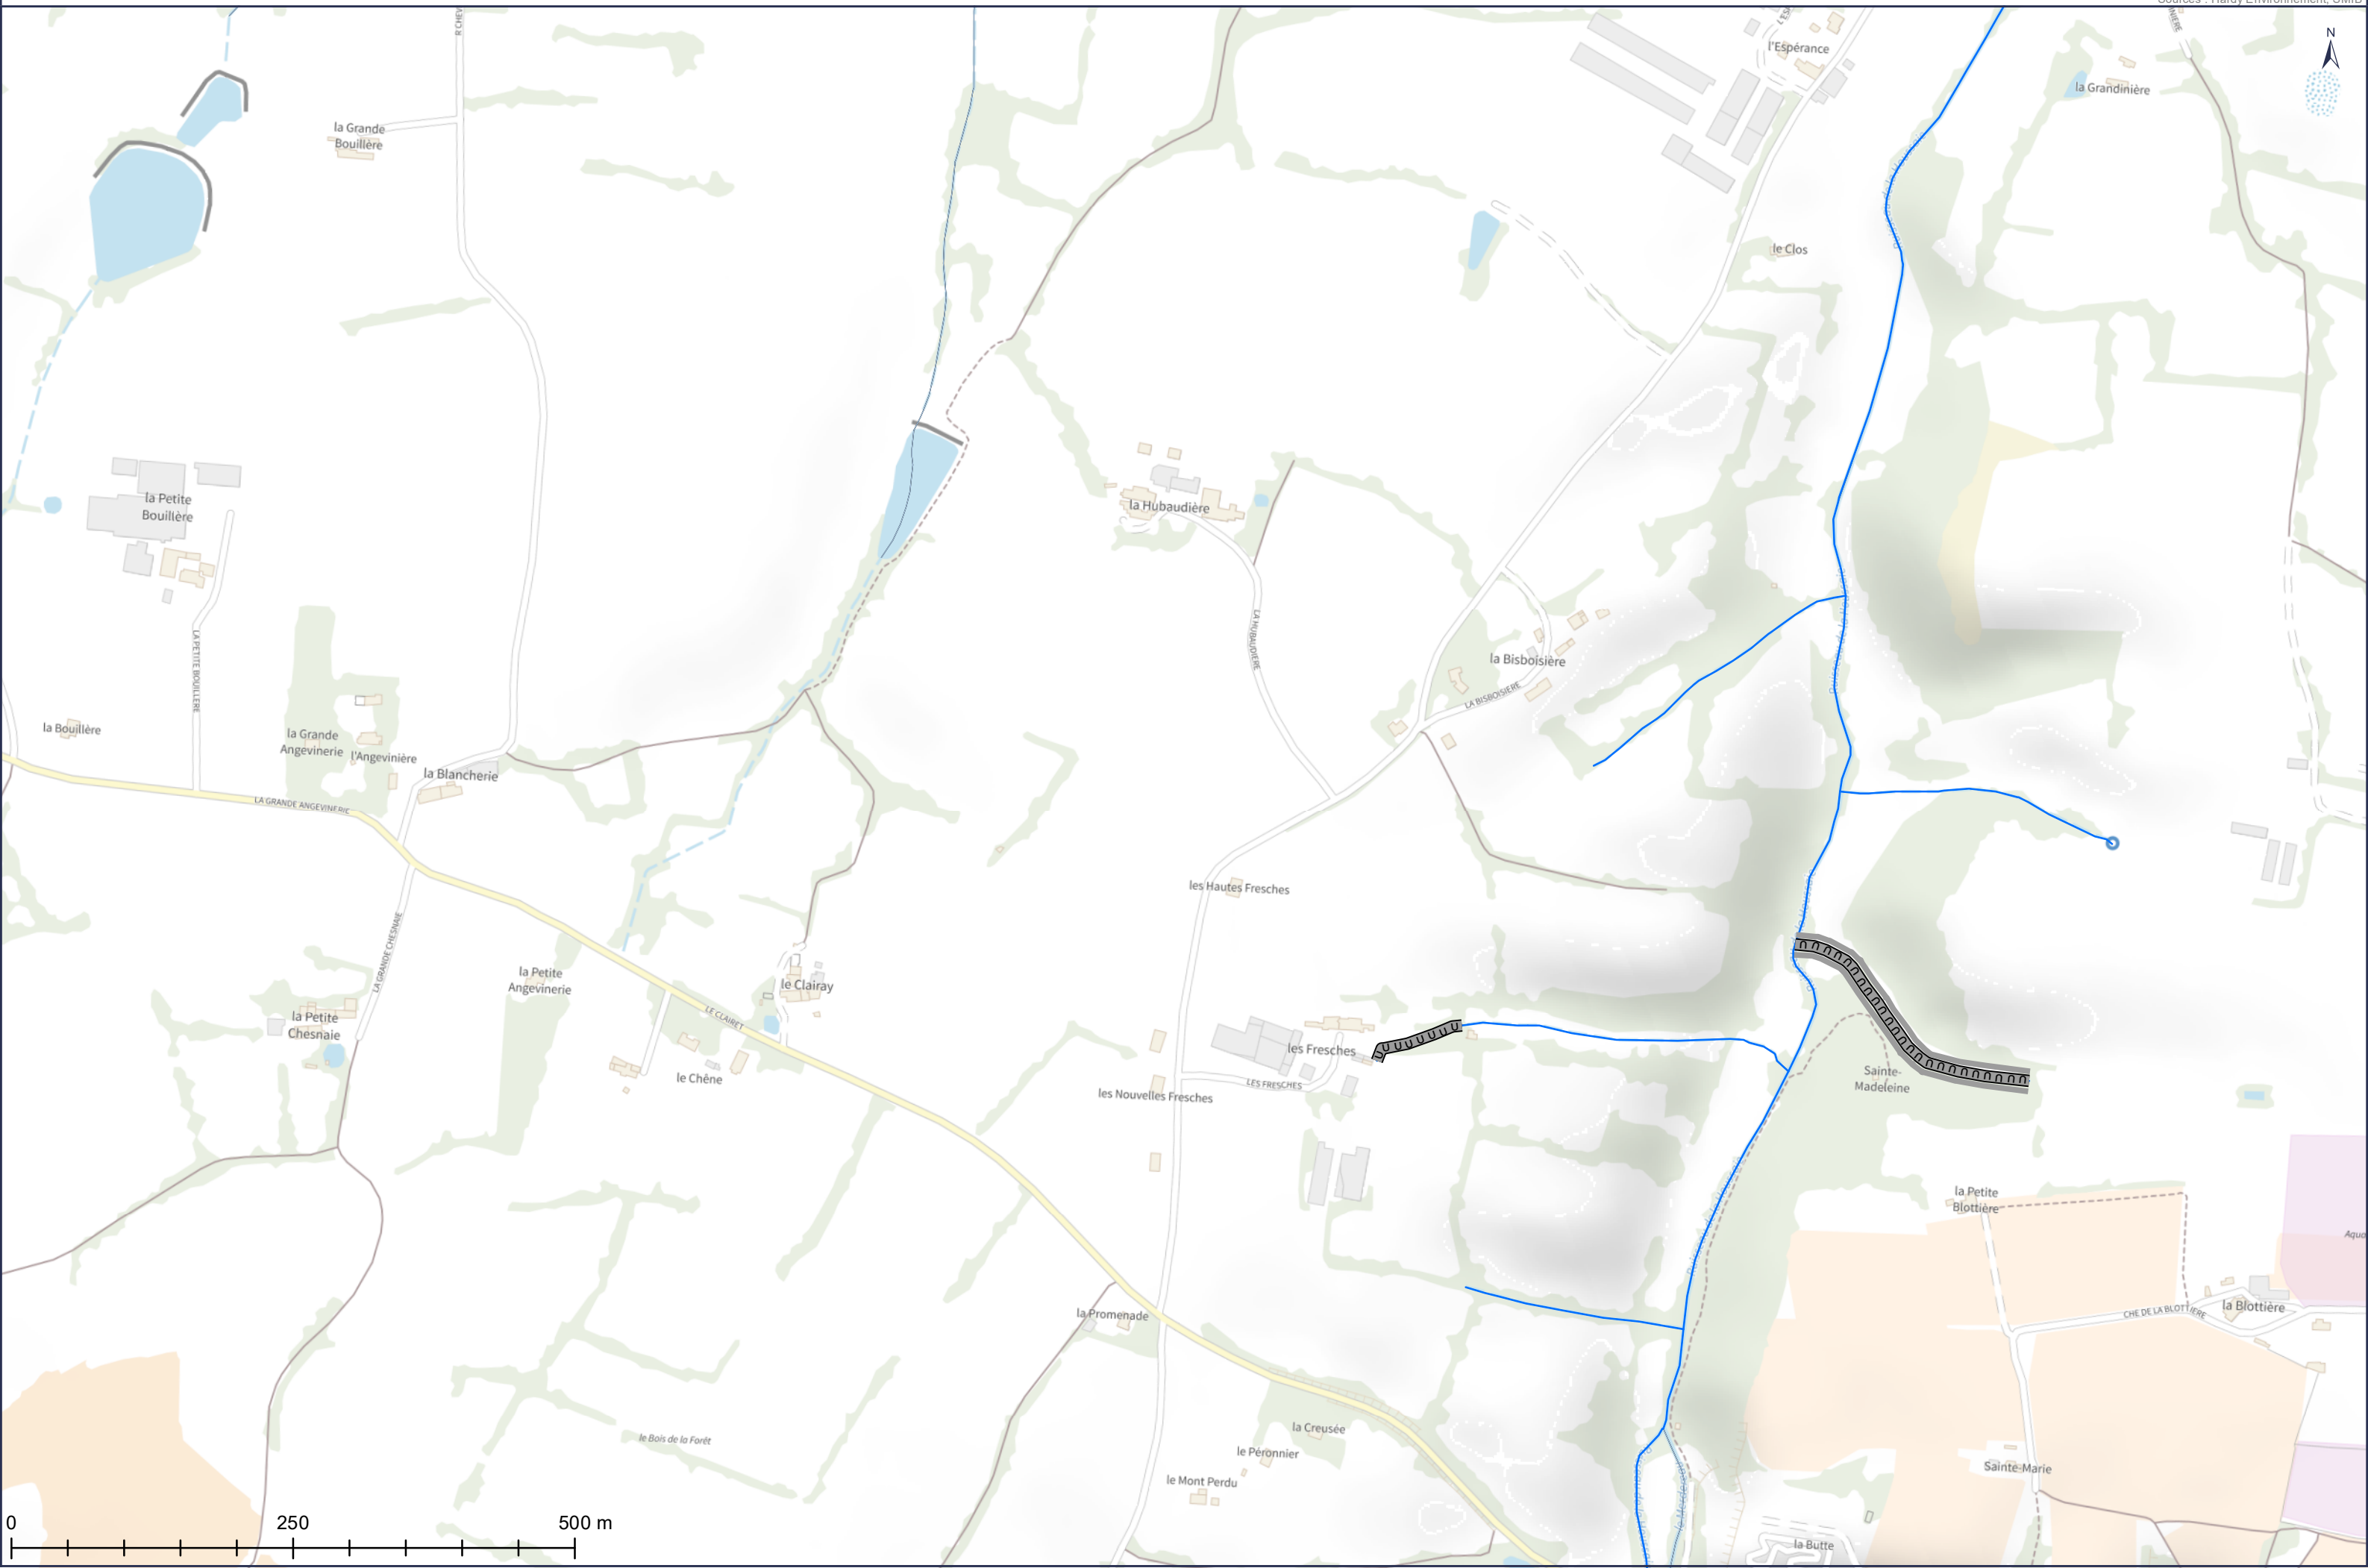 Sources : Hardy Environnement, UMIB
N
l'Espérance
la Grandinière
la Grande
Bouillère
le Clos
la Petite
Bouillère
la Hubaudière
LA HUBAUDIERE
LA PETITE BOUILLERE
la Bisboisière
LA BISBOISIERE
la Bouillère
la Grande
Angevinerie
l'Angevinière
la Blancherie
LA GRANDE ANGEVINERIE
les Hautes Fresches
LA GRANDE CHESNAIE
la Petite
Angevinerie
le Clairay
LE CLAIRET
la Petite
Chesnaie
les Fresches
LES FRESCHES
le Chêne
les Nouvelles Fresches
Sainte-
Madeleine
la Petite
Blottière
la Blottière
CHE DE LA BLOTTIERE
la Promenade
la Creusée
le Bois de la Forêt
le Péronnier
le Mont Perdu
Sainte-Marie
la Butte
0 250 500 m